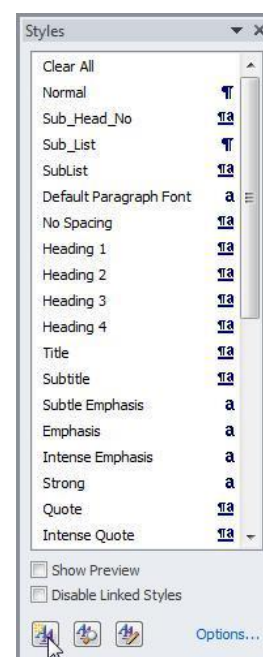 Styles
Clear All
Normal ¶
Sub_Head_No ¶a
Sub_List ¶
SubList ¶a
Default Paragraph Font a
No Spacing ¶a
Heading 1 ¶a
Heading 2 ¶a
Heading 3 ¶a
Heading 4 ¶a
Title ¶a
Subtitle ¶a
Subtle Emphasis a
Emphasis a
Intense Emphasis a
Strong a
Quote ¶a
Intense Quote ¶a
Show Preview
Disable Linked Styles
Options...